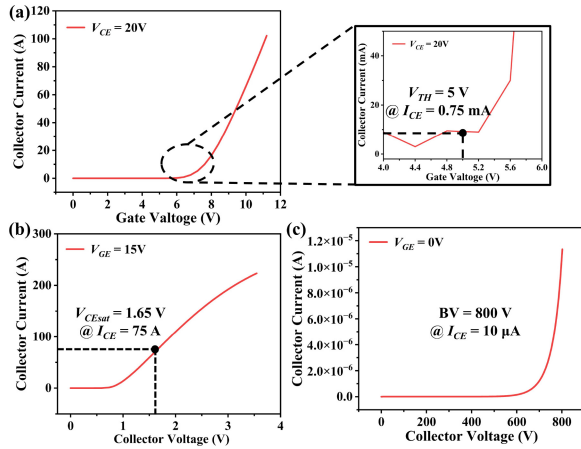 (a)
V_CE = 20V
Collector Current (A)
120
100
80
60
40
20
0
0 2 4 6 8 10 12
Gate Valtoge (V)
V_CE = 20V
Collector Current (mA)
40
20
0
V_TH = 5 V
@ I_CE = 0.75 mA
4.0 4.4 4.8 5.2 5.6 6.0
Gate Valtoge (V)
(b)
V_GE = 15V
Collector Current (A)
300
200
100
0
V_CEsat = 1.65 V
@ I_CE = 75 A
0 1 2 3 4
Collector Voltage (V)
(c)
V_GE = 0V
Collector Current (A)
1.2×10⁻⁵
1.0×10⁻⁵
8.0×10⁻⁶
6.0×10⁻⁶
4.0×10⁻⁶
2.0×10⁻⁶
0.0
BV = 800 V
@ I_CE = 10 μA
0 200 400 600 800
Collector Voltage (V)